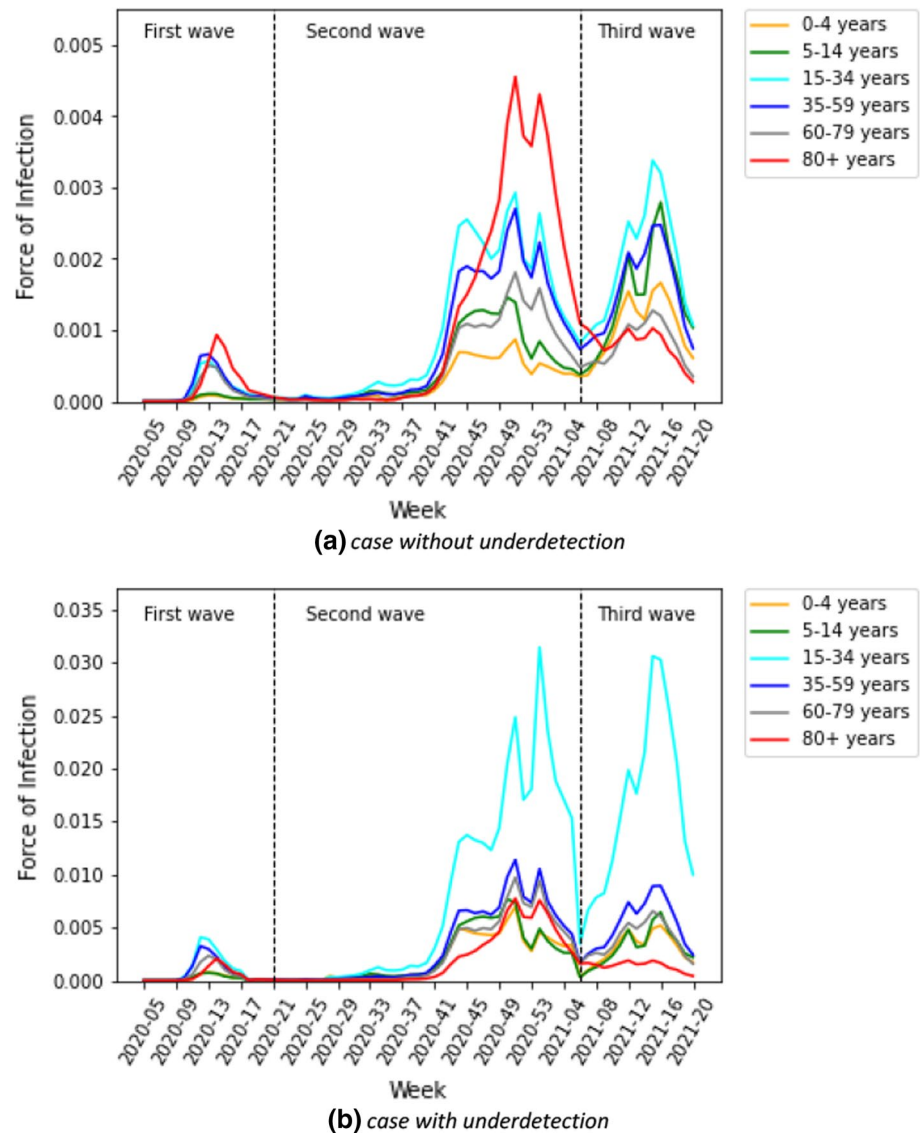 First wave Second wave Third wave
0-4 years
5-14 years
15-34 years
35-59 years
60-79 years
80+ years
0.005
0.004
0.003
0.002
0.001
0.000
Force of Infection
2020-05 2020-09 2020-13 2020-17 2020-21 2020-25 2020-29 2020-33 2020-37 2020-41 2020-45 2020-49 2020-53 2021-04 2021-08 2021-12 2021-16 2021-20
Week
(a) case without underdetection
First wave Second wave Third wave
0-4 years
5-14 years
15-34 years
35-59 years
60-79 years
80+ years
0.035
0.030
0.025
0.020
0.015
0.010
0.005
0.000
Force of Infection
2020-05 2020-09 2020-13 2020-17 2020-21 2020-25 2020-29 2020-33 2020-37 2020-41 2020-45 2020-49 2020-53 2021-04 2021-08 2021-12 2021-16 2021-20
Week
(b) case with underdetection